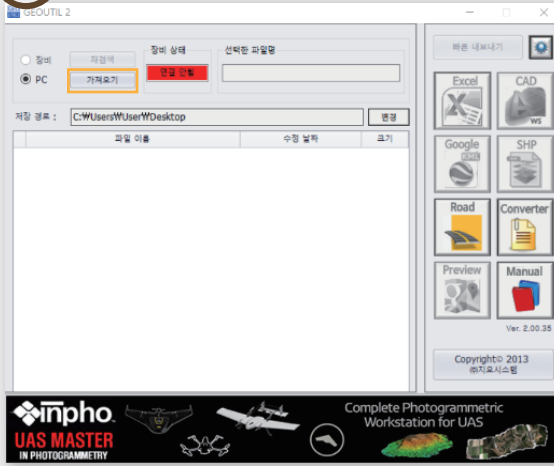 GEOUTIL 2
장비
재검색
장비 상태
연결 안됨
선택한 파일명
PC
가져오기
저장 경로 :
C:₩Users₩User₩Desktop
변경
파일 이름
수정 날짜
크기
빠른 내보내기
Excel
CAD
WS
Google
KML
SHP
Road
Converter
Preview
Manual
Ver. 2.00.35
Copyright© 2013
㈜지오시스템
inpho
UAS MASTER
IN PHOTOGRAMMETRY
Complete Photogrammetric
Workstation for UAS